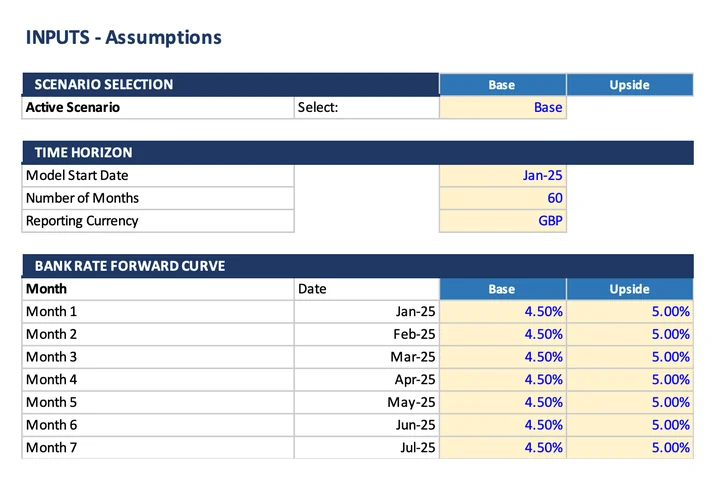 INPUTS - Assumptions
SCENARIO SELECTION Base Upside
Active Scenario Select: Base
TIME HORIZON
Model Start Date Jan-25
Number of Months 60
Reporting Currency GBP
BANK RATE FORWARD CURVE
Month Date Base Upside
Month 1 Jan-25 4.50% 5.00%
Month 2 Feb-25 4.50% 5.00%
Month 3 Mar-25 4.50% 5.00%
Month 4 Apr-25 4.50% 5.00%
Month 5 May-25 4.50% 5.00%
Month 6 Jun-25 4.50% 5.00%
Month 7 Jul-25 4.50% 5.00%